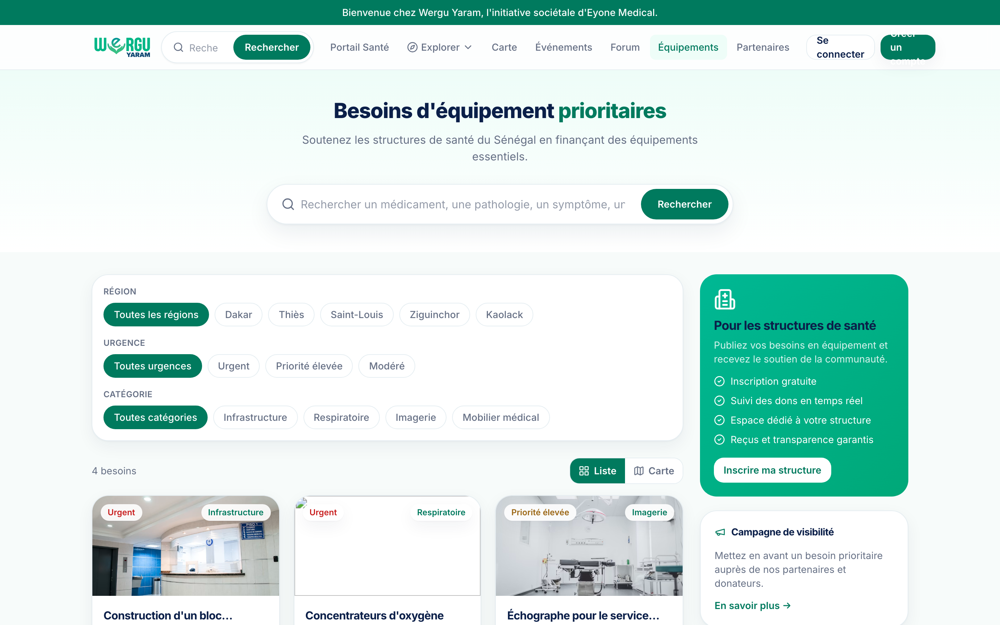 Bienvenue chez Wergu Yaram, l'initiative sociétale d'Eyone Medical.
WeRGU
YARAM
Reche
Rechercher
Portail Santé
Explorer
Carte
Événements
Forum
Équipements
Partenaires
Se
connecter
Créer
un
compte
Besoins d'équipement prioritaires
Soutenez les structures de santé du Sénégal en finançant des équipements
essentiels.
Rechercher un médicament, une pathologie, un symptôme, un
Rechercher
RÉGION
Toutes les régions
Dakar
Thiès
Saint-Louis
Ziguinchor
Kaolack
URGENCE
Toutes urgences
Urgent
Priorité élevée
Modéré
CATÉGORIE
Toutes catégories
Infrastructure
Respiratoire
Imagerie
Mobilier médical
4 besoins
Liste
Carte
Urgent
Infrastructure
PISO 1
Construction d'un bloc...
Urgent
Respiratoire
Concentrateurs d'oxygène
Priorité élevée
Imagerie
Échographe pour le service...
Pour les structures de santé
Publiez vos besoins en équipement et
recevez le soutien de la communauté.
Inscription gratuite
Suivi des dons en temps réel
Espace dédié à votre structure
Reçus et transparence garantis
Inscrire ma structure
Campagne de visibilité
Mettez en avant un besoin prioritaire
auprès de nos partenaires et
donateurs.
En savoir plus →